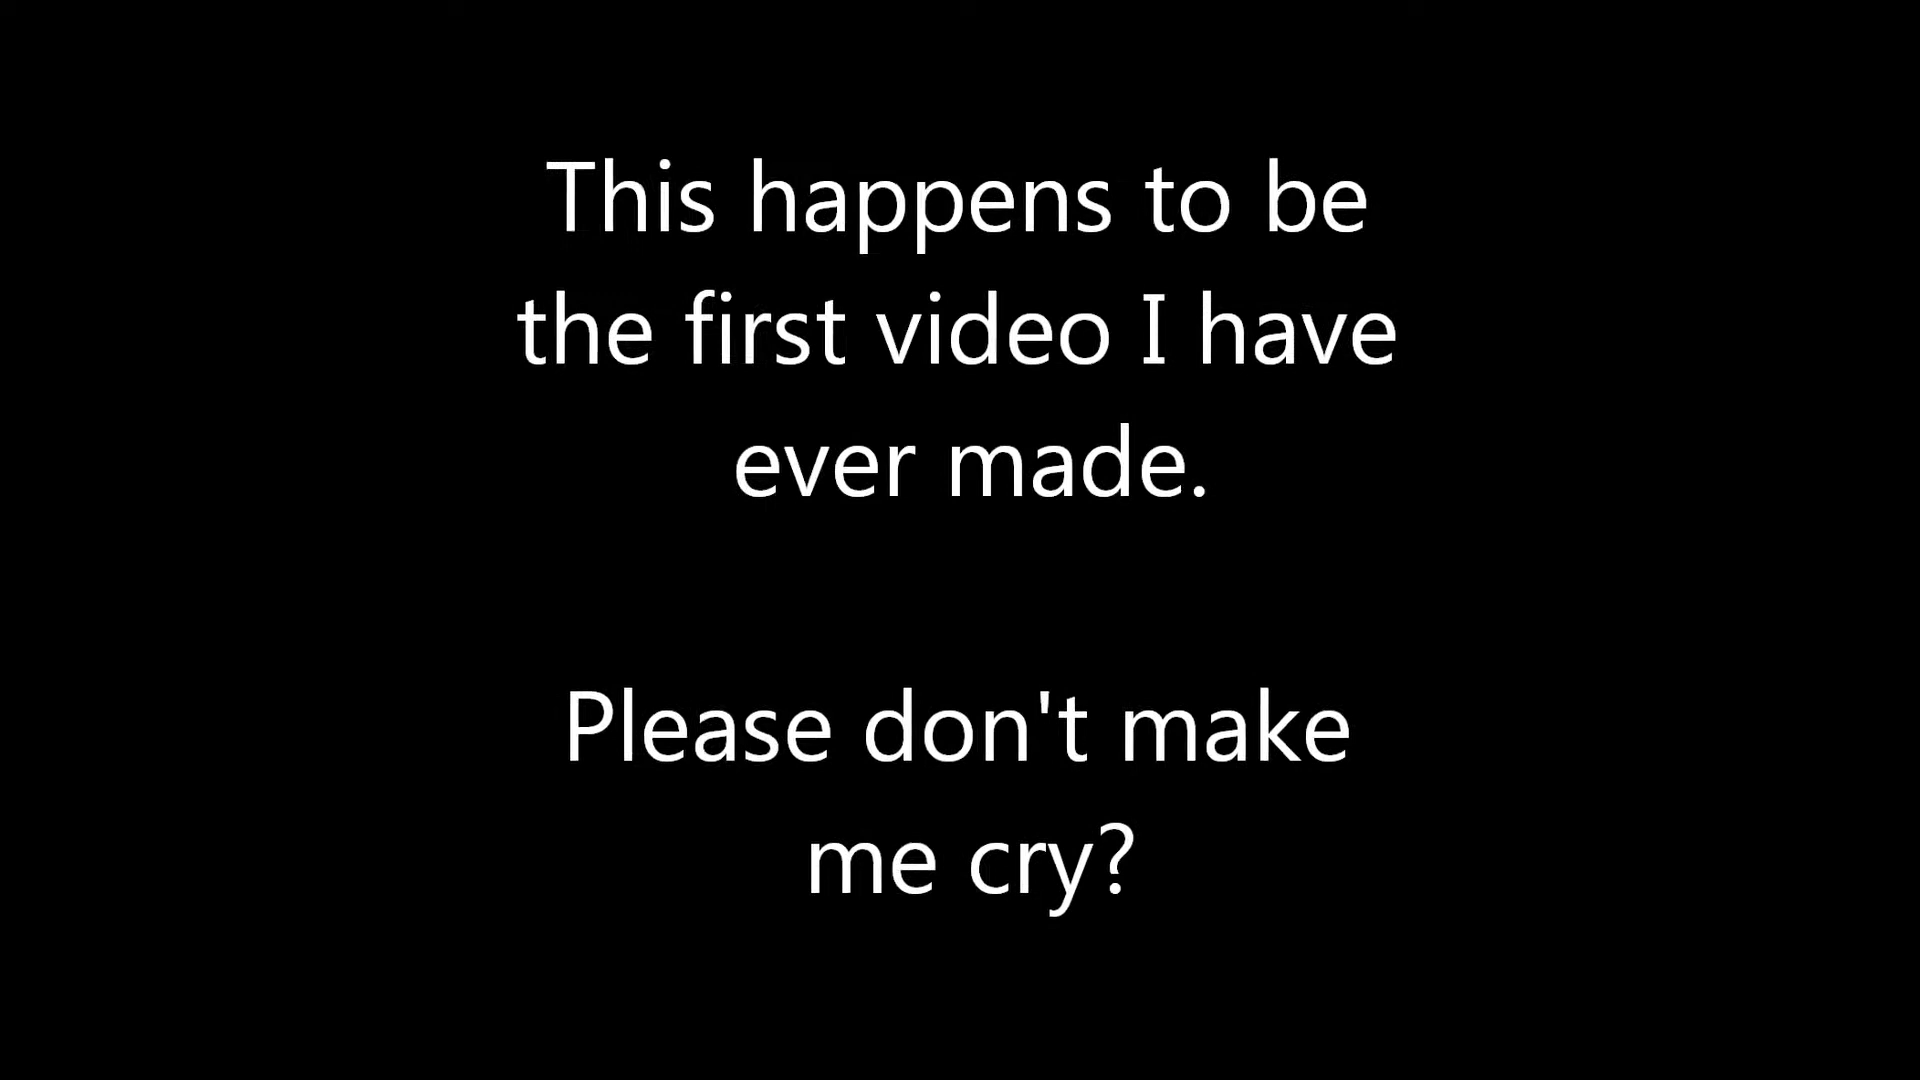 This happens to be
the first video I have
ever made.
Please don't make
me cry?